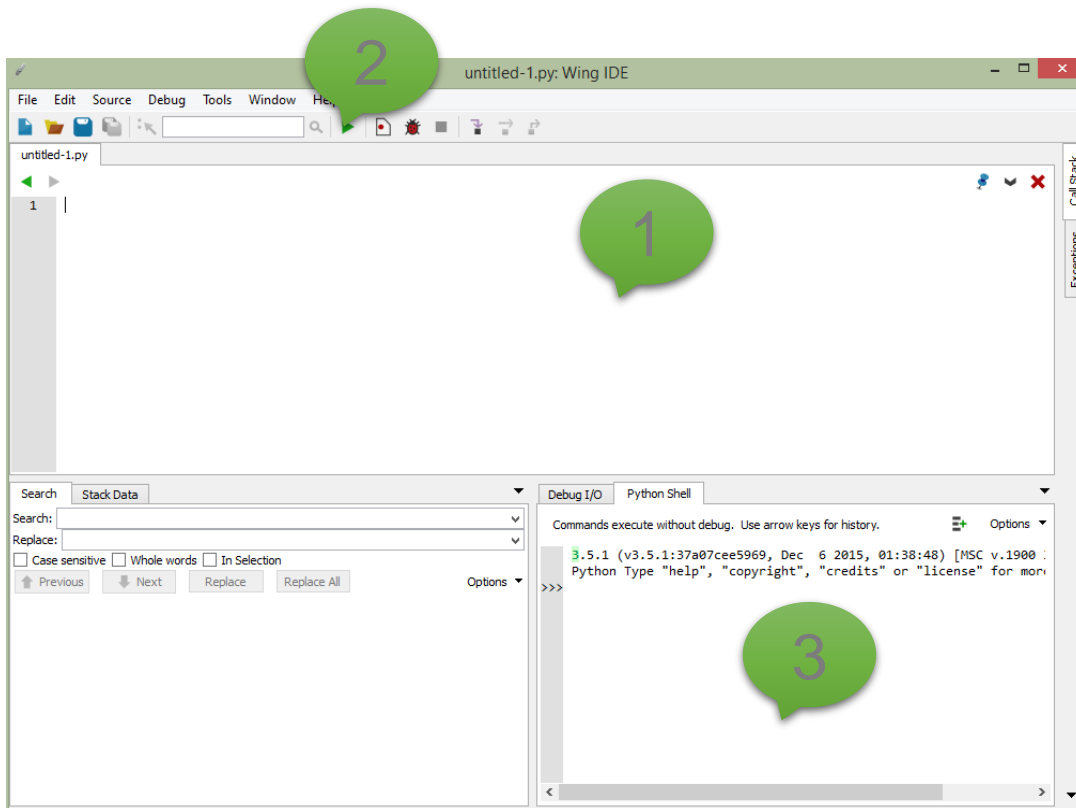 2
untitled-1.py: Wing IDE
File Edit Source Debug Tools Window
untitled-1.py
1
1
Call Stack
Exceptions
Search Stack Data
Debug I/O Python Shell
Search:
Replace:
Case sensitive Whole words In Selection
Previous Next Replace Replace All Options
Commands execute without debug. Use arrow keys for history. Options
3.5.1 (v3.5.1:37a07cee5969, Dec 6 2015, 01:38:48) [MSC v.1900
Python Type "help", "copyright", "credits" or "license" for more
>>>
3